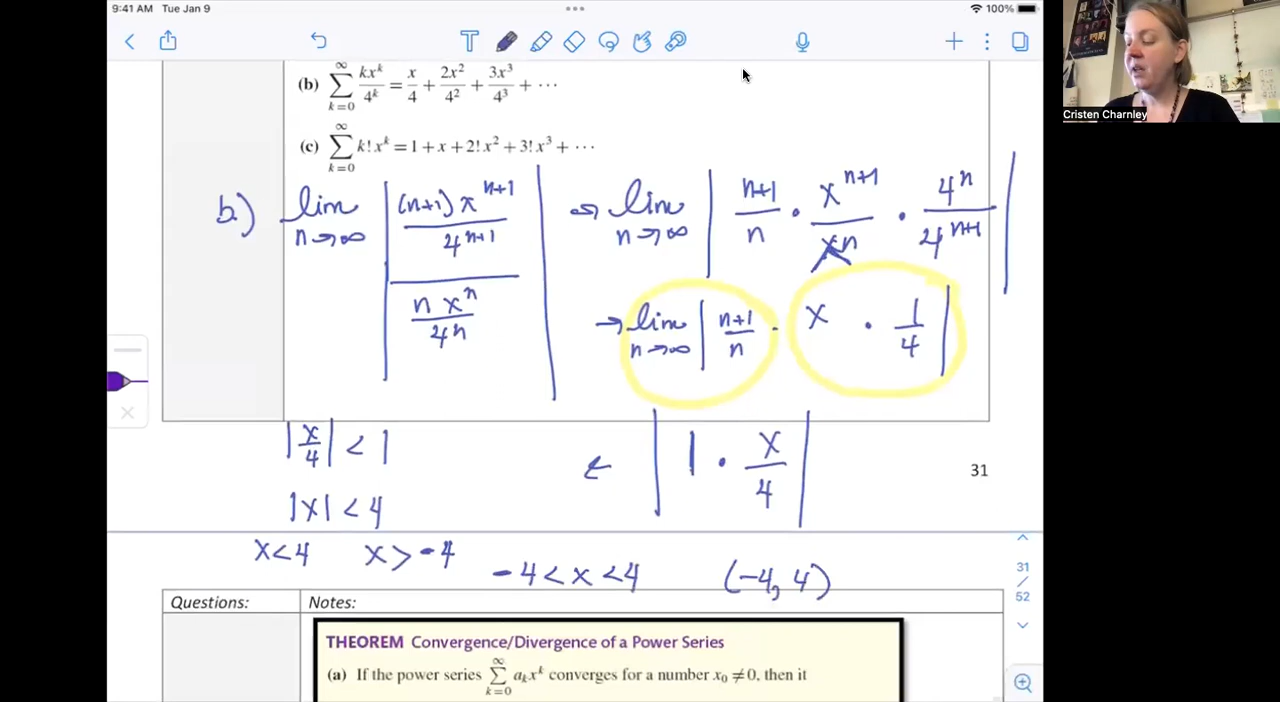 9:41 AM Tue Jan 9
100%
(b) ∑_{k=0}^{∞} kx^k/4^k = x/4 + 2x²/4² + 3x³/4³ + ⋯
(c) ∑_{k=0}^{∞} k! x^k = 1 + x + 2! x² + 3! x³ + ⋯
b.) lim_{n→∞} | ((n+1) x^{n+1}/4^{n+1}) / (n x^n/4^n) | → lim_{n→∞} | (n+1)/n · x^{n+1}/x^n · 4^n/4^{n+1} |
→ lim_{n→∞} | (n+1)/n · x · 1/4 |
|x/4| < 1
← | 1 · x/4 |
31
|x| < 4
x < 4 x > -4
-4 < x < 4 (-4, 4)
31
/
52
Questions: Notes:
THEOREM Convergence/Divergence of a Power Series
(a) If the power series ∑_{k=0}^{∞} a_k x^k converges for a number x₀ ≠ 0, then it
Cristen Charnley